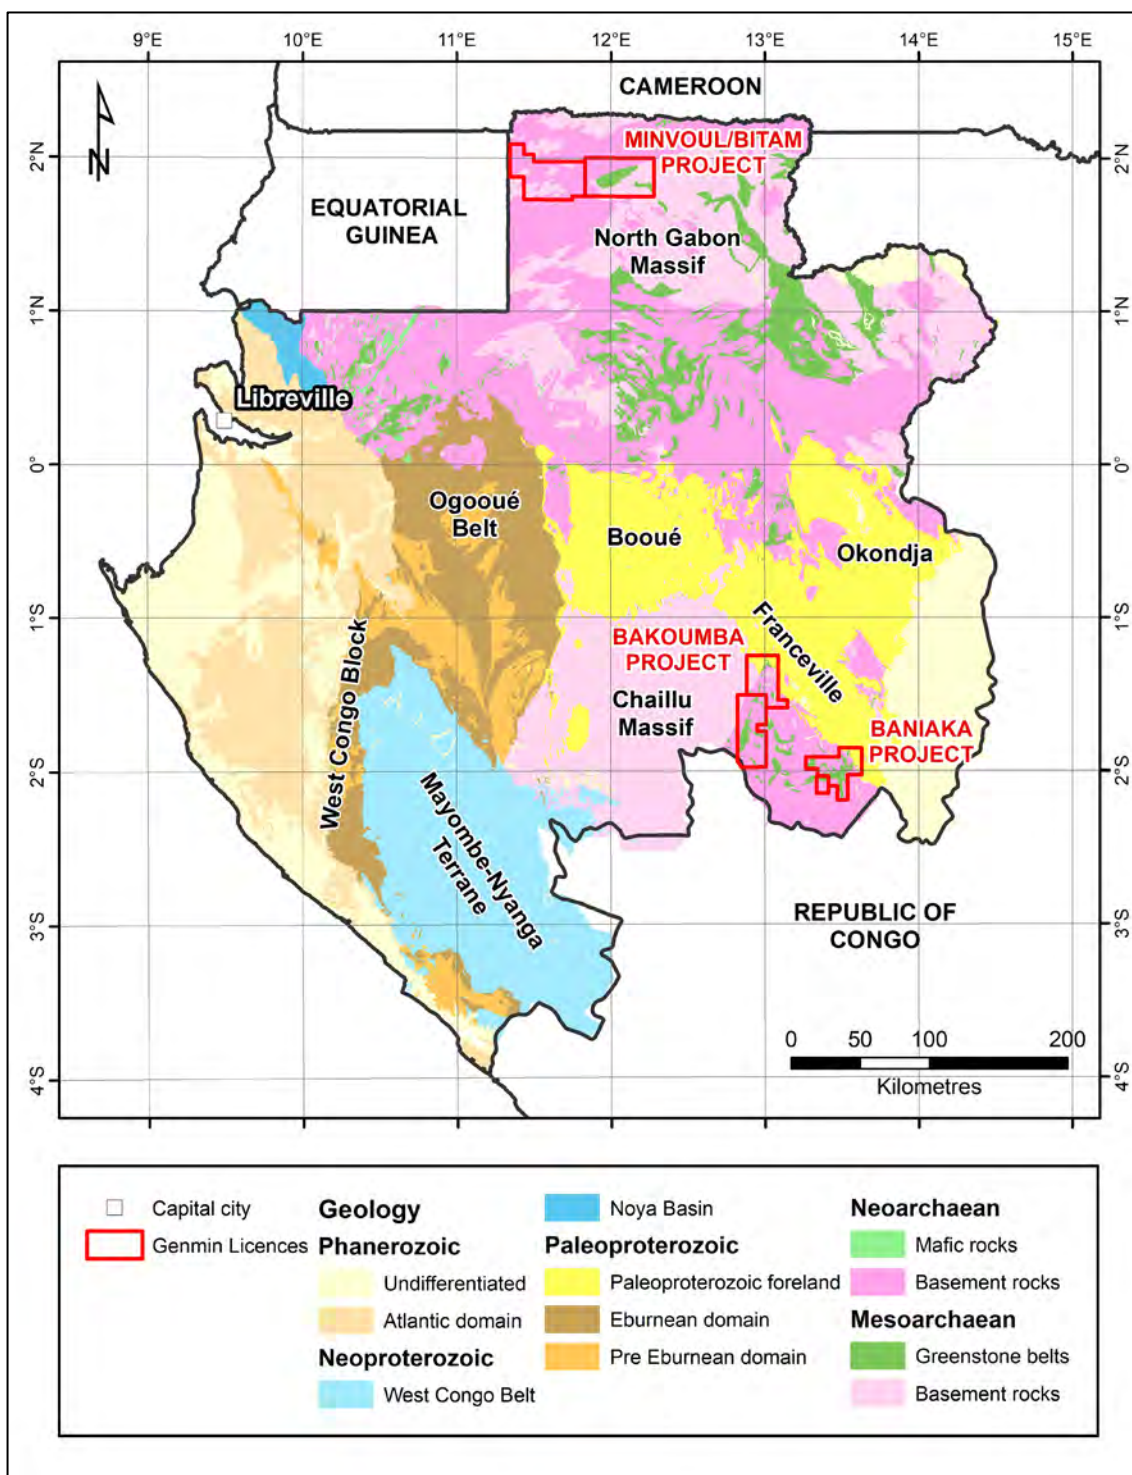 9°E 10°E 11°E 12°E 13°E 14°E 15°E
CAMEROON
N
2°N
2°N
MINVOUL/BITAM
PROJECT
EQUATORIAL
GUINEA
North Gabon
Massif
1°N
1°N
Libreville
0°
0°
Ogooué
Belt
Booué
Okondja
1°S
1°S
Franceville
BAKOUMBA
PROJECT
West Congo Block
Chaillu
Massif
BANIAKA
PROJECT
2°S
2°S
Mayombe-Nyanga
Terrane
REPUBLIC OF
CONGO
3°S
3°S
0 50 100 200
Kilometres
4°S
4°S
Capital city
Genmin Licences
Geology
Phanerozoic
Undifferentiated
Atlantic domain
Neoproterozoic
West Congo Belt
Noya Basin
Paleoproterozoic
Paleoproterozoic foreland
Eburnean domain
Pre Eburnean domain
Neoarchaean
Mafic rocks
Basement rocks
Mesoarchaean
Greenstone belts
Basement rocks